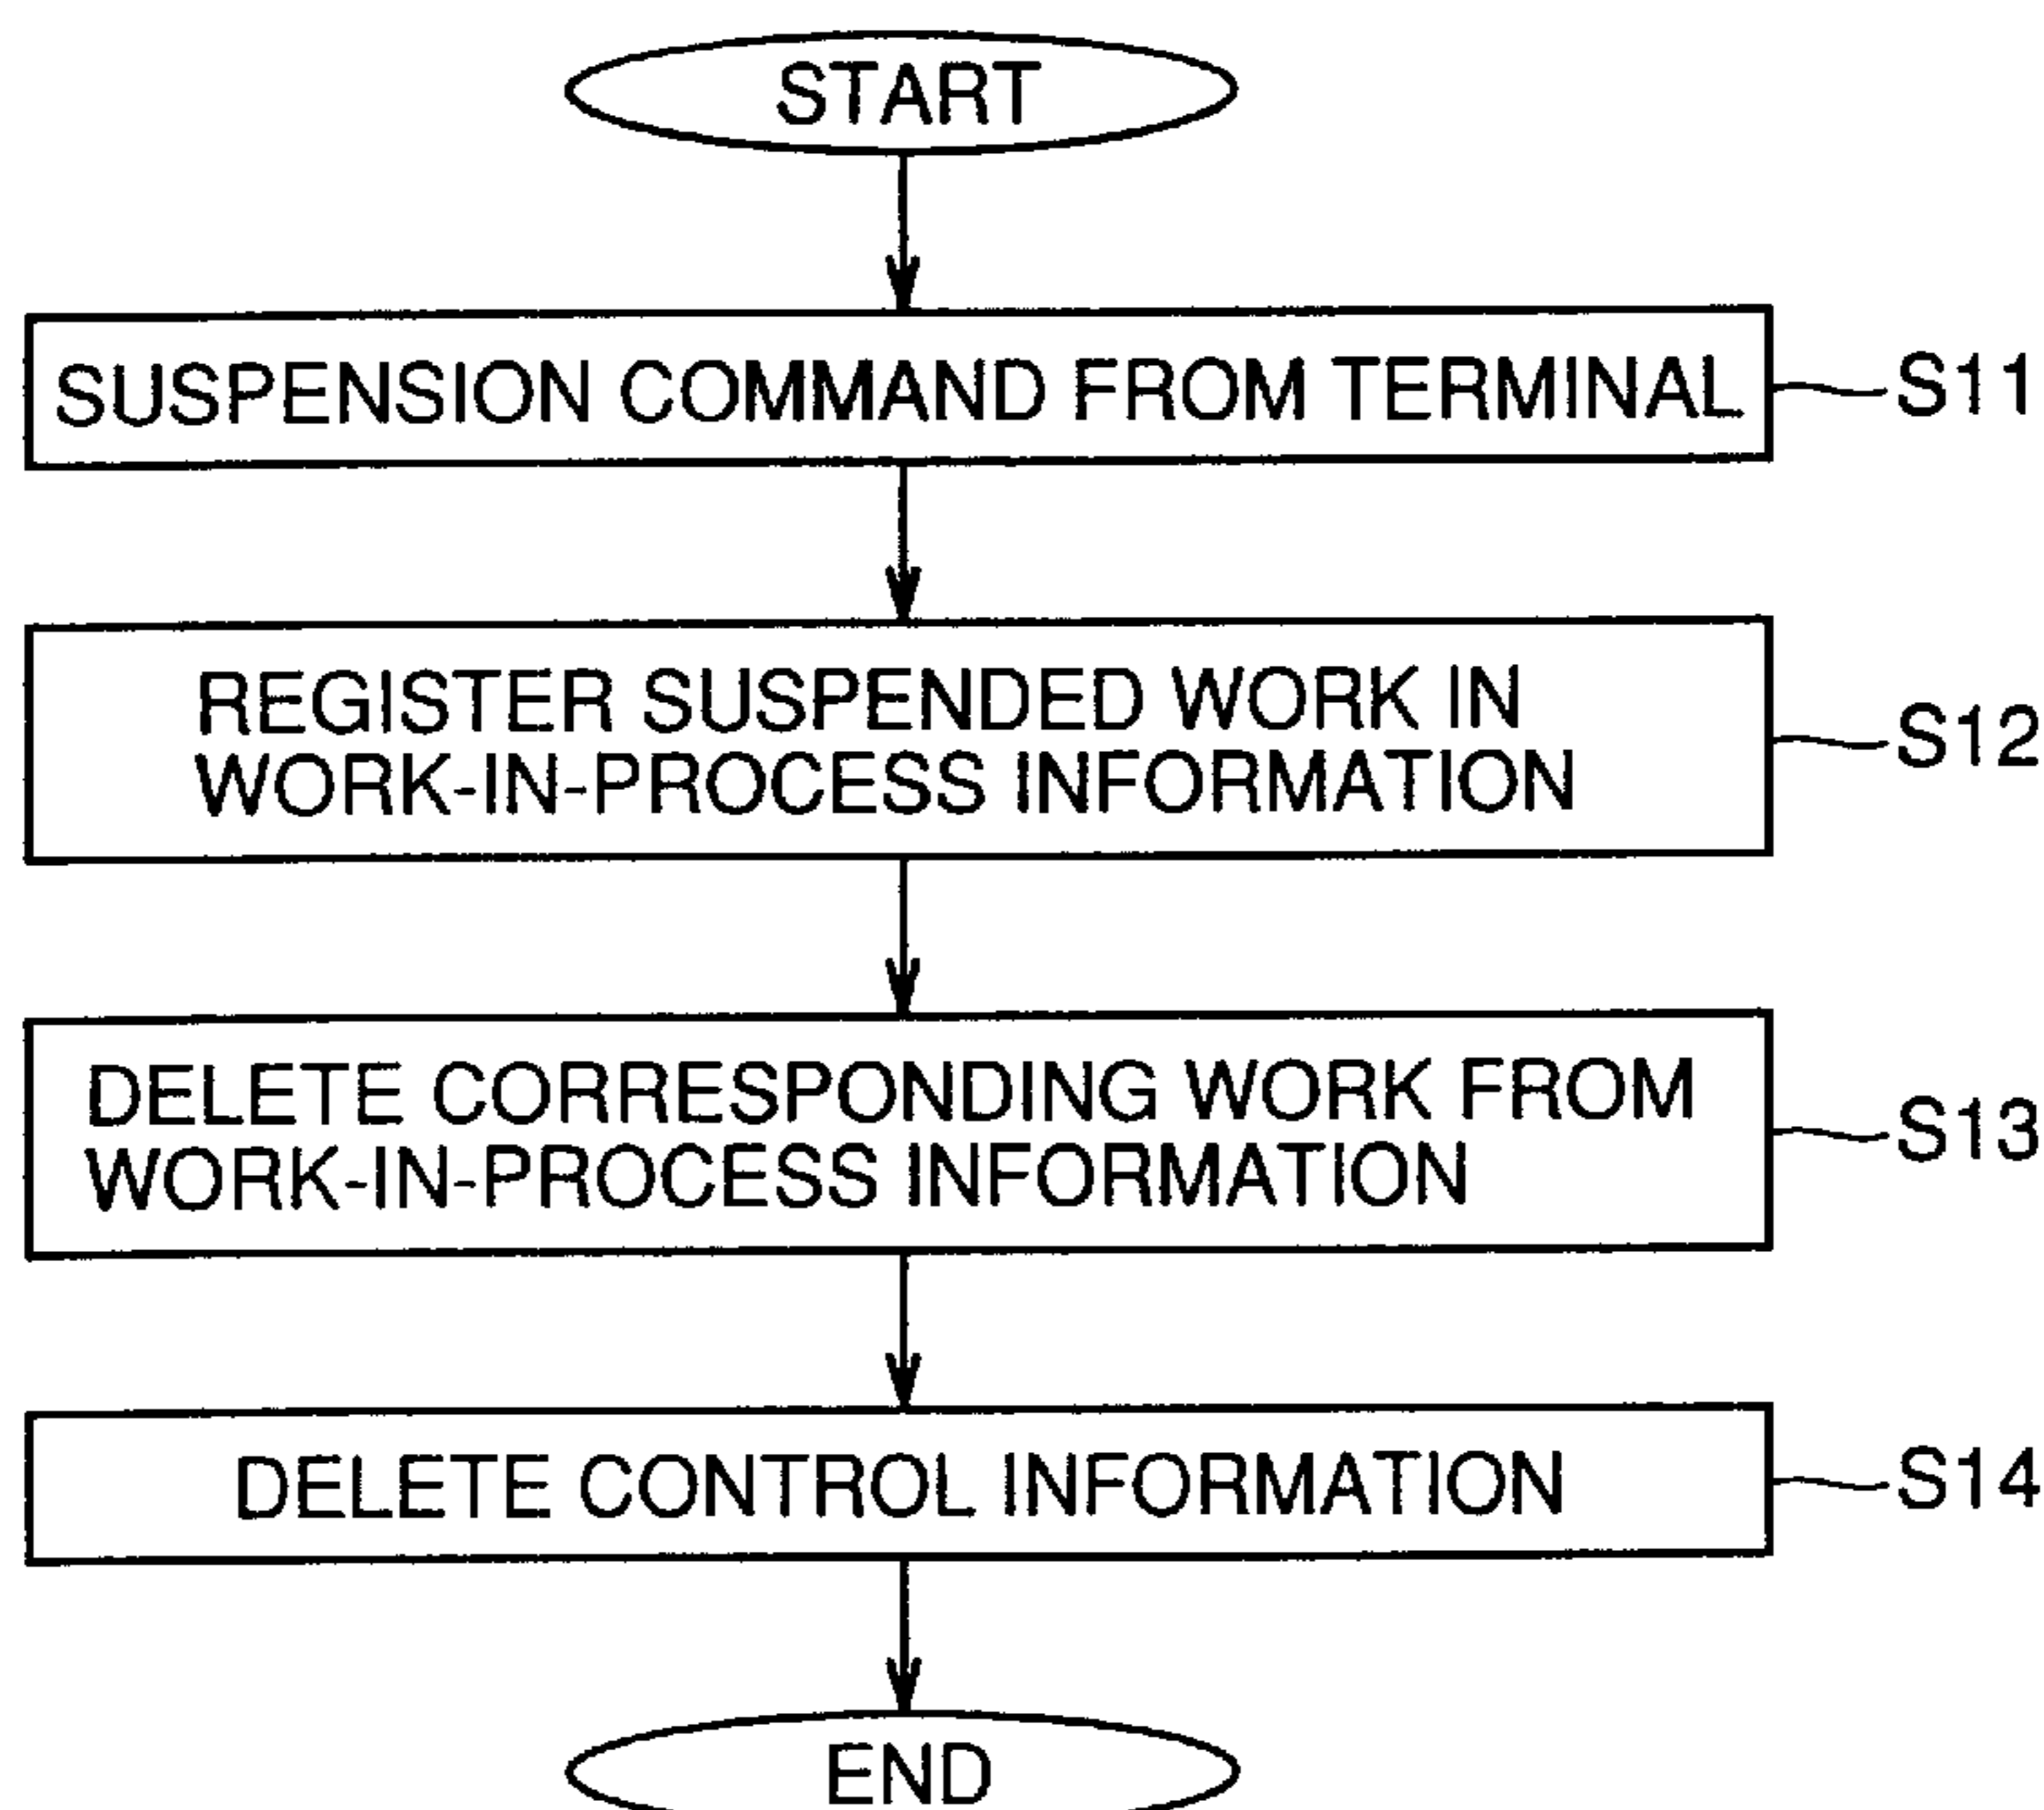 START
SUSPENSION COMMAND FROM TERMINAL
S11
REGISTER SUSPENDED WORK IN
WORK-IN-PROCESS INFORMATION
S12
DELETE CORRESPONDING WORK FROM
WORK-IN-PROCESS INFORMATION
S13
DELETE CONTROL INFORMATION
S14
END